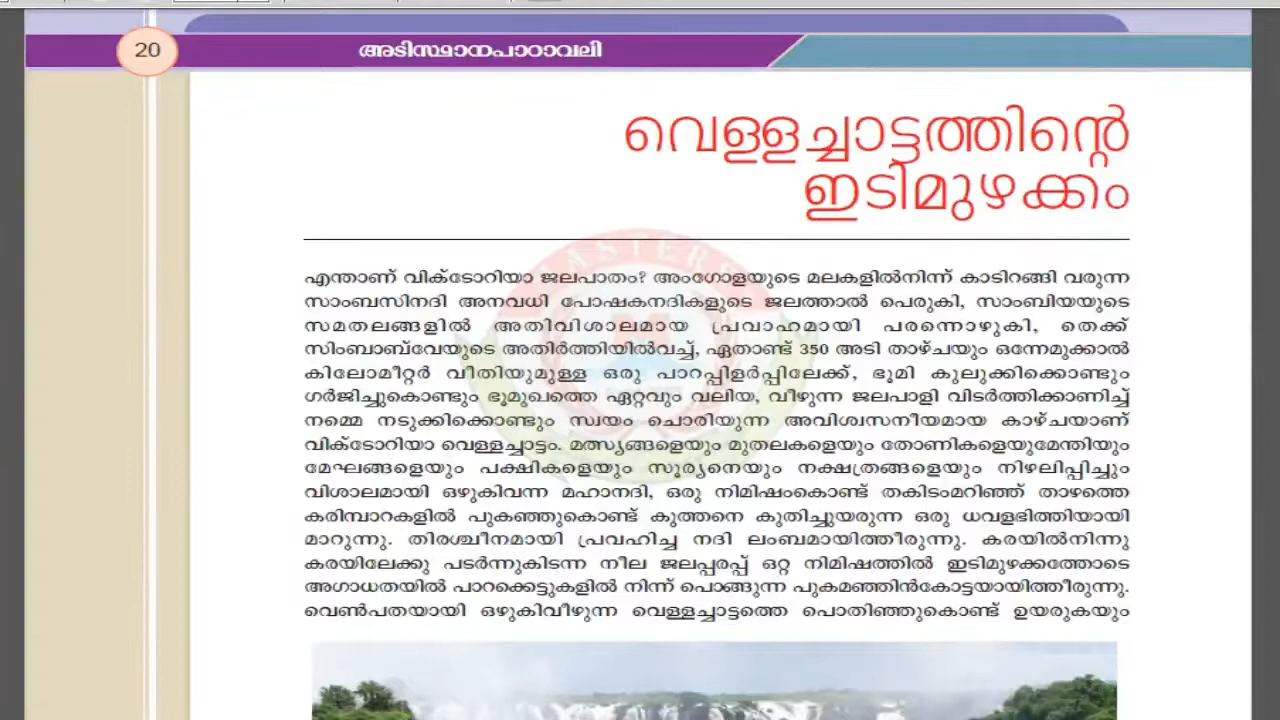 20
അടിസ്ഥാനപാഠാവലി
വെള്ളച്ചാട്ടത്തിന്റെ
ഇടിമുഴക്കം
എന്താണ് വിക്ടോറിയാ ജലപാതം? അംഗോളയുടെ മലകളിൽനിന്ന് കാടിറങ്ങി വരുന്ന
സാംബസിനദി അനവധി പോഷകനദികളുടെ ജലത്താൽ പെരുകി, സാംബിയയുടെ
സമതലങ്ങളിൽ അതിവിശാലമായ പ്രവാഹമായി പരന്നൊഴുകി, തെക്ക്
സിംബാബ്‌വേയുടെ അതിർത്തിയിൽവച്ച്, ഏതാണ്ട് 350 അടി താഴ്ചയും ഒന്നേമുക്കാൽ
കിലോമീറ്റർ വീതിയുമുള്ള ഒരു പാറപ്പിളർപ്പിലേക്ക്, ഭൂമി കുലുക്കിക്കൊണ്ടും
ഗർജിച്ചുകൊണ്ടും ഭൂമുഖത്തെ ഏറ്റവും വലിയ, വീഴുന്ന ജലപാളി വിടർത്തിക്കാണിച്ച്
നമ്മെ നടുക്കിക്കൊണ്ടും സ്വയം ചൊരിയുന്ന അവിശ്വസനീയമായ കാഴ്ചയാണ്
വിക്ടോറിയാ വെള്ളച്ചാട്ടം. മത്സ്യങ്ങളെയും മുതലകളെയും തോണികളെയുമേന്തിയും
മേഘങ്ങളെയും പക്ഷികളെയും സൂര്യനെയും നക്ഷത്രങ്ങളെയും നിഴലിപ്പിച്ചും
വിശാലമായി ഒഴുകിവന്ന മഹാനദി, ഒരു നിമിഷംകൊണ്ട് തകിടംമറിഞ്ഞ് താഴത്തെ
കരിമ്പാറകളിൽ പുകഞ്ഞുകൊണ്ട് കുത്തനെ കുതിച്ചുയരുന്ന ഒരു ധവളഭിത്തിയായി
മാറുന്നു. തിരശ്ചീനമായി പ്രവഹിച്ച നദി ലംബമായിത്തീരുന്നു. കരയിൽനിന്നു
കരയിലേക്കു പടർന്നുകിടന്ന നീല ജലപ്പരപ്പ് ഒറ്റ നിമിഷത്തിൽ ഇടിമുഴക്കത്തോടെ
അഗാധതയിൽ പാറക്കെട്ടുകളിൽ നിന്ന് പൊങ്ങുന്ന പുകമഞ്ഞിൻകോട്ടയായിത്തീരുന്നു.
വെൺപതയായി ഒഴുകിവീഴുന്ന വെള്ളച്ചാട്ടത്തെ പൊതിഞ്ഞുകൊണ്ട് ഉയരുകയും